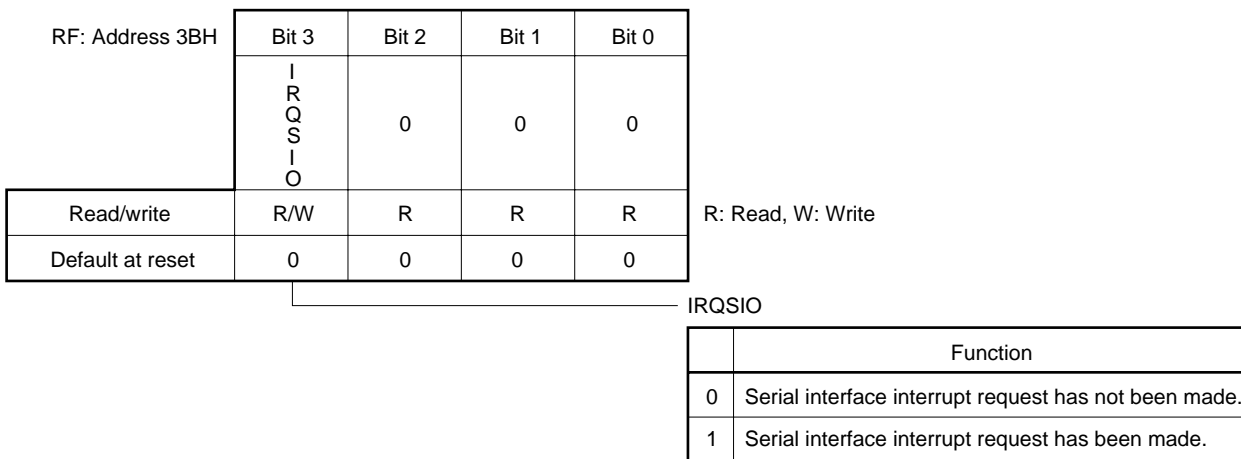 RF: Address 3BH Bit 3 Bit 2 Bit 1 Bit 0
IRQSIO 0 0 0
Read/write R/W R R R R: Read, W: Write
Default at reset 0 0 0 0
IRQSIO
Function
0 Serial interface interrupt request has not been made.
1 Serial interface interrupt request has been made.